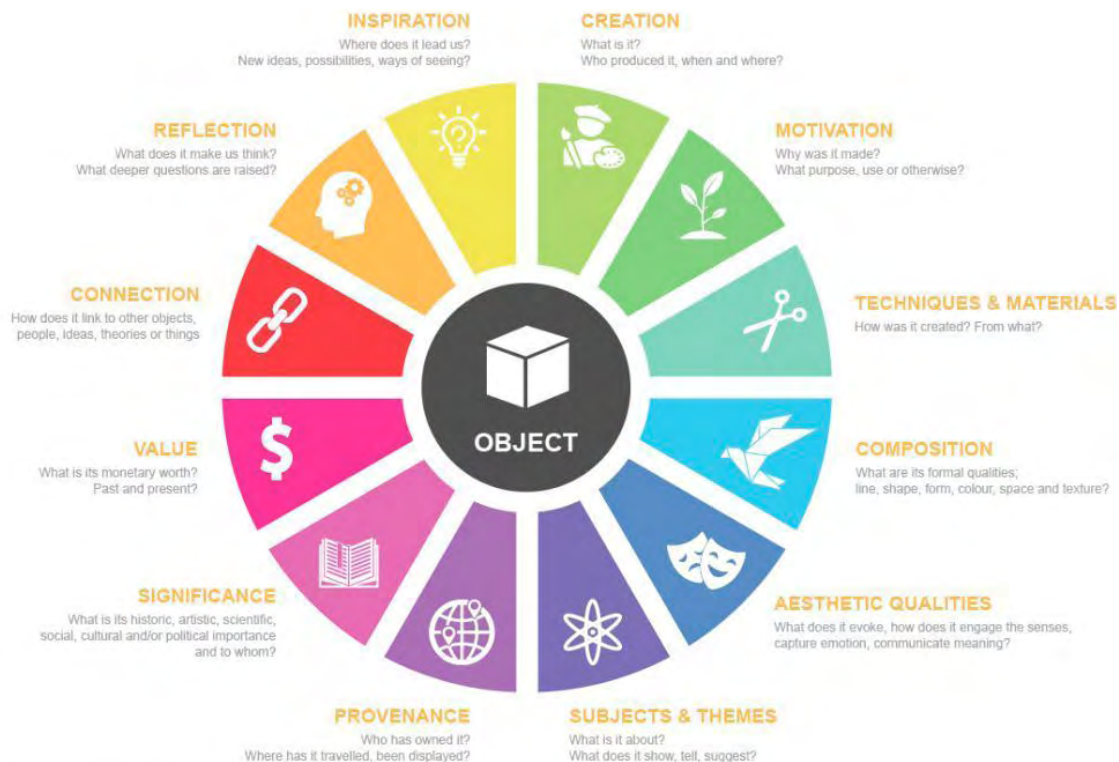 INSPIRATION
Where does it lead us?
New ideas, possibilities, ways of seeing?
CREATION
What is it?
Who produced it, when and where?
MOTIVATION
Why was it made?
What purpose, use or otherwise?
TECHNIQUES & MATERIALS
How was it created? From what?
COMPOSITION
What are its formal qualities;
line, shape, form, colour, space and texture?
AESTHETIC QUALITIES
What does it evoke, how does it engage the senses,
capture emotion, communicate meaning?
SUBJECTS & THEMES
What is it about?
What does it show, tell, suggest?
PROVENANCE
Who has owned it?
Where has it travelled, been displayed?
SIGNIFICANCE
What is its historic, artistic, scientific,
social, cultural and/or political importance
and to whom?
VALUE
What is its monetary worth?
Past and present?
$
CONNECTION
How does it link to other objects,
people, ideas, theories or things
REFLECTION
What does it make us think?
What deeper questions are raised?
?
OBJECT